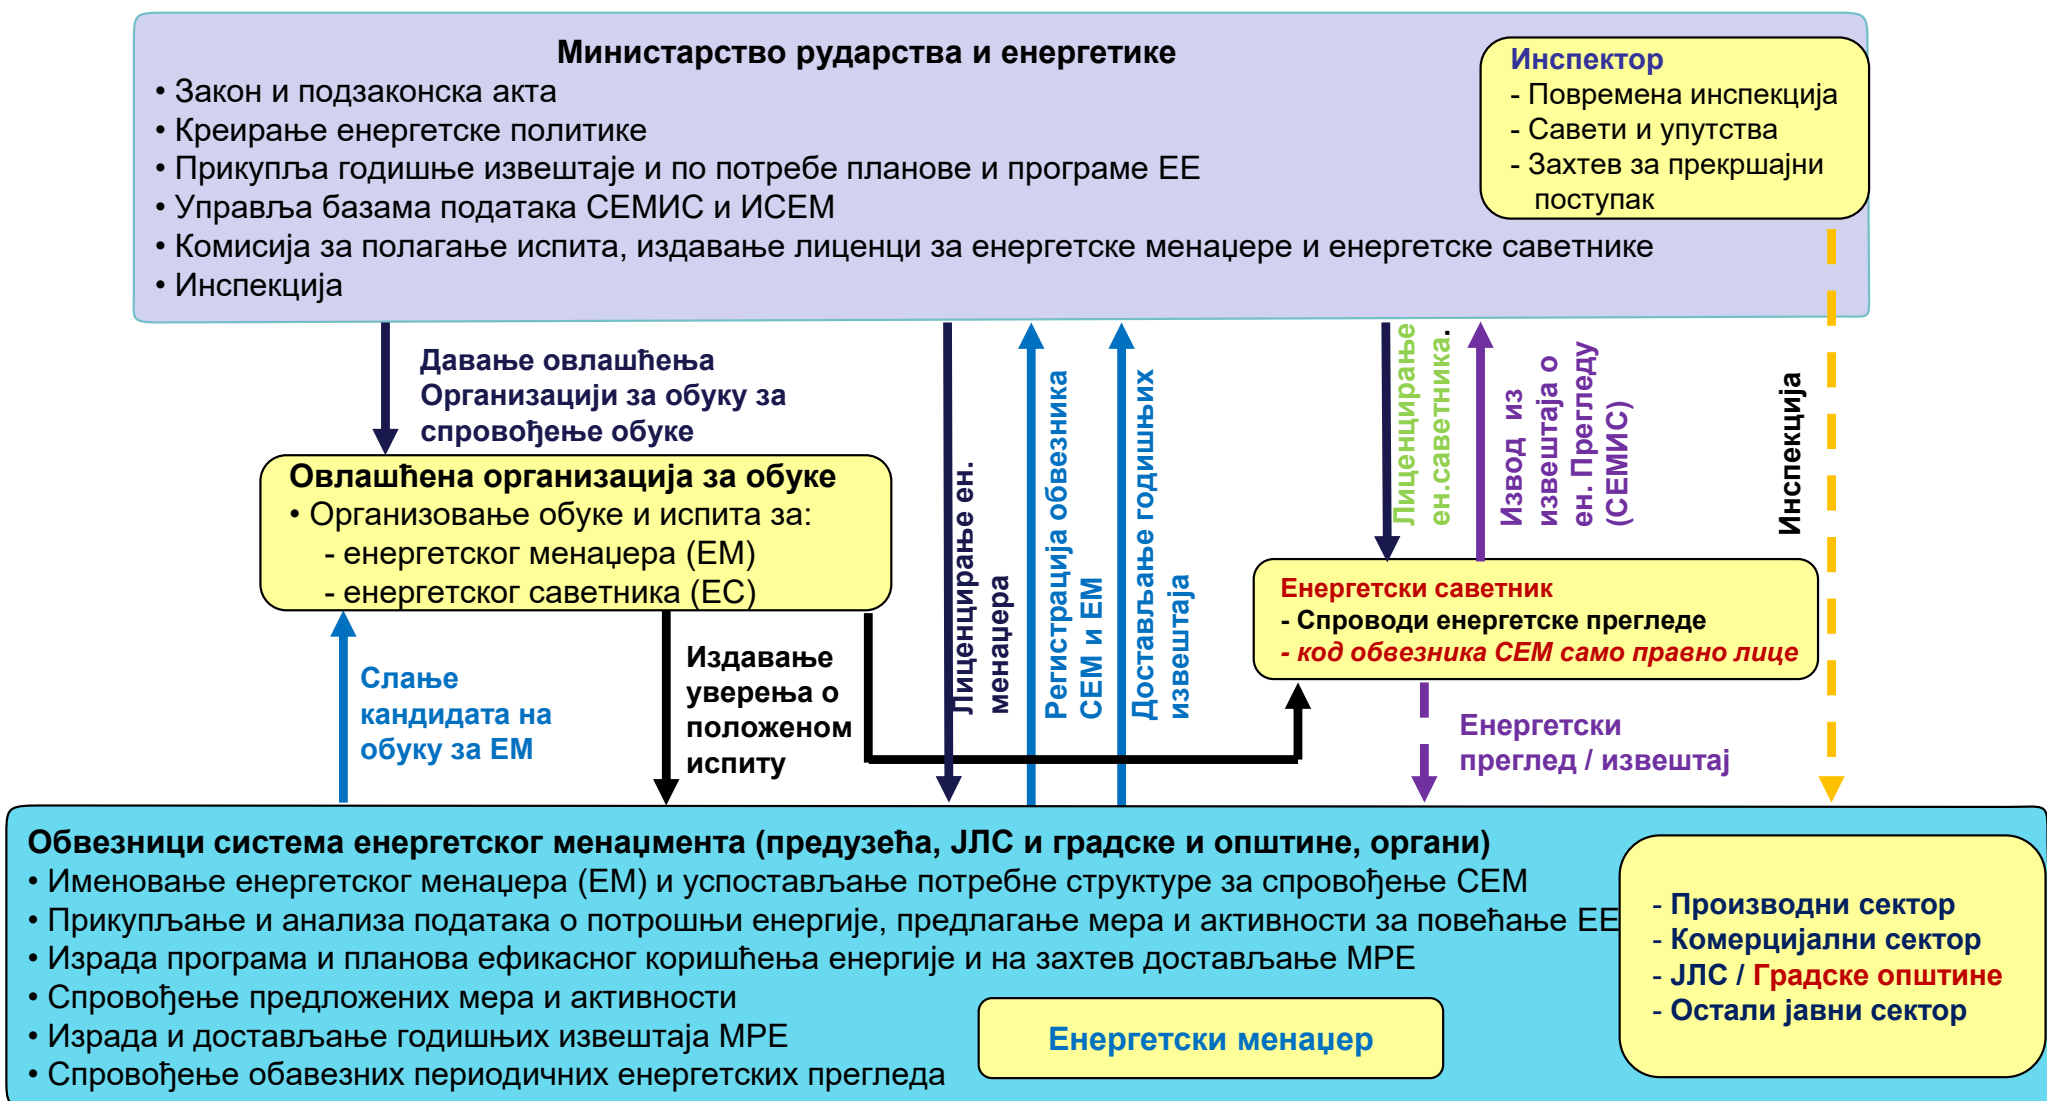 Министарство рударства и енергетике
• Закон и подзаконска акта
• Креирање енергетске политике
• Прикупља годишње извештаје и по потребе планове и програме ЕЕ
• Управља базама података СЕМИС и ИСЕМ
• Комисија за полагање испита, издавање лиценци за енергетске менаџере и енергетске саветнике
• Инспекција
Инспектор
- Повремена инспекција
- Савети и упутства
- Захтев за прекршајни
поступак
Давање овлашћења
Организацији за обуку за
спровођење обуке
Овлашћена организација за обуке
• Организовање обуке и испита за:
- енергетског менаџера (ЕМ)
- енергетског саветника (ЕС)
Слање
кандидата на
обуку за ЕМ
Издавање
уверења о
положеном
испиту
Лиценцирање ен.
менаџера
Регистрација обвезника
СЕМ и ЕМ
Достављање годишњих
извештаја
Лиценцирање
ен.саветника.
Извод из
извештаја о
ен. Прегледу
(СЕМИС)
Инспекција
Енергетски саветник
- Спроводи енергетске прегледе
- код обвезника СЕМ само правно лице
Енергетски
преглед / извештај
Обвезници система енергетског менаџмента (предузећа, ЈЛС и градске и општине, органи)
• Именовање енергетског менаџера (ЕМ) и успостављање потребне структуре за спровођење СЕМ
• Прикупљање и анализа података о потрошњи енергије, предлагање мера и активности за повећање ЕЕ
• Израда програма и планова ефикасног коришћења енергије и на захтев достављање МРЕ
• Спровођење предложених мера и активности
• Израда и достављање годишњих извештаја МРЕ
• Спровођење обавезних периодичних енергетских прегледа
Енергетски менаџер
- Производни сектор
- Комерцијални сектор
- ЈЛС / Градске општине
- Остали јавни сектор